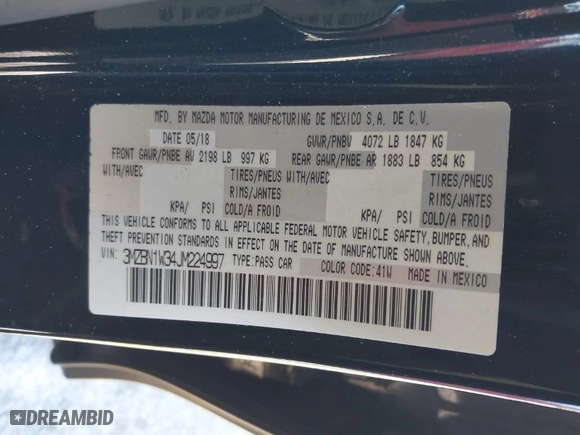 MFD. BY MAZDA MOTOR MANUFACTURING DE MEXICO S.A. DE C.V.
DATE 05/18 GVWR/PNBV 4072 LB 1847 KG
FRONT GAWR/PNBE AV 2198 LB 997 KG REAR GAWR/PNBE AR 1883 LB 854 KG
WITH/AVEC TIRES/PNEUS WITH/AVEC TIRES/PNEUS
RIMS/JANTES RIMS/JANTES
KPA/ PSI COLD/A FROID KPA/ PSI COLD/A FROID
THIS VEHICLE CONFORMS TO ALL APPLICABLE FEDERAL MOTOR VEHICLE SAFETY, BUMPER, AND
THEFT PREVENTION STANDARDS IN EFFECT ON THE DATE OF MANUFACTURE SHOWN ABOVE.
VIN: 3MZBN1W34JM224997 TYPE:PASS CAR COLOR CODE:41W MADE IN MEXICO
DREAMBID